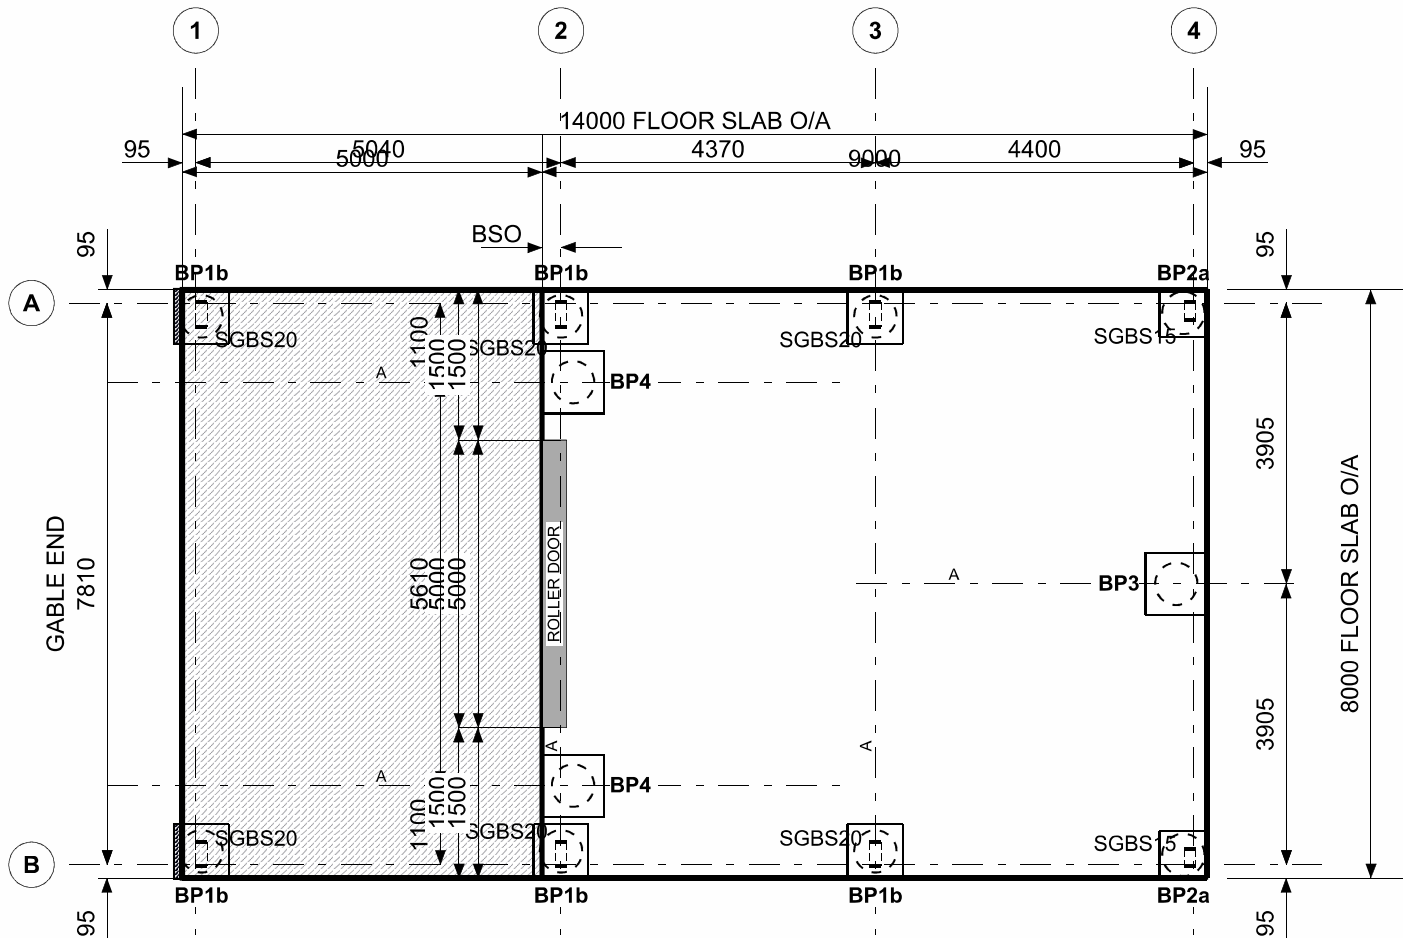 1
2
3
4
14000 FLOOR SLAB O/A
95
5040
4370
4400
95
5000
9000
BSO
95
95
BP1b
BP1b
BP1b
BP2a
A
SGBS20
SGBS20
SGBS20
SGBS15
1100
1500
1500
A
BP4
3905
GABLE END
7810
5610
5000
5000
ROLLER DOOR
A
BP3
8000 FLOOR SLAB O/A
3905
A
A
A
BP4
1100
1500
1500
SGBS20
SGBS20
SGBS20
SGBS15
B
BP1b
BP1b
BP1b
BP2a
95
95